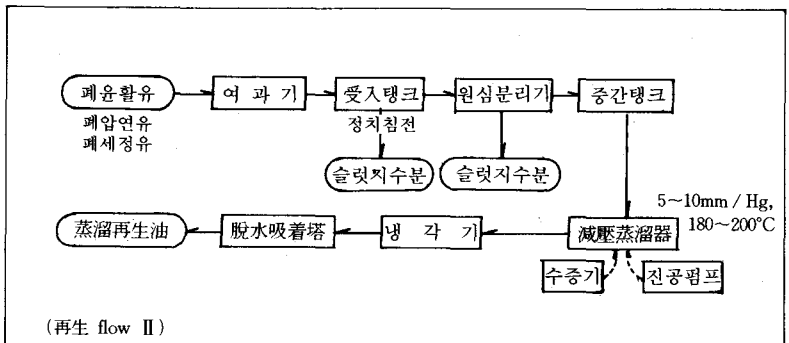 폐윤활유
여 과 기
受入탱크
원심분리기
중간탱크
폐압연유
폐세정유
정치침전
슬럿지수분
슬럿지수분
5~10mm / Hg,
180~200°C
蒸溜再生油
脫水吸着塔
냉 각 기
減壓蒸溜器
수증기
진공펌프
(再生 flow Ⅱ)